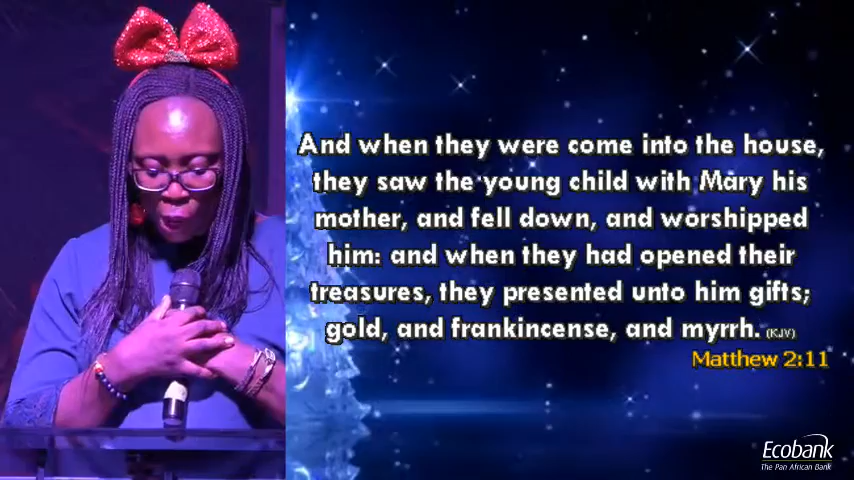 And when they were come into the house,
they saw the young child with Mary his
mother, and fell down, and worshipped
him: and when they had opened their
treasures, they presented unto him gifts;
gold, and frankincense, and myrrh. (KJV)
Matthew 2:11
Ecobank
The Pan African Bank